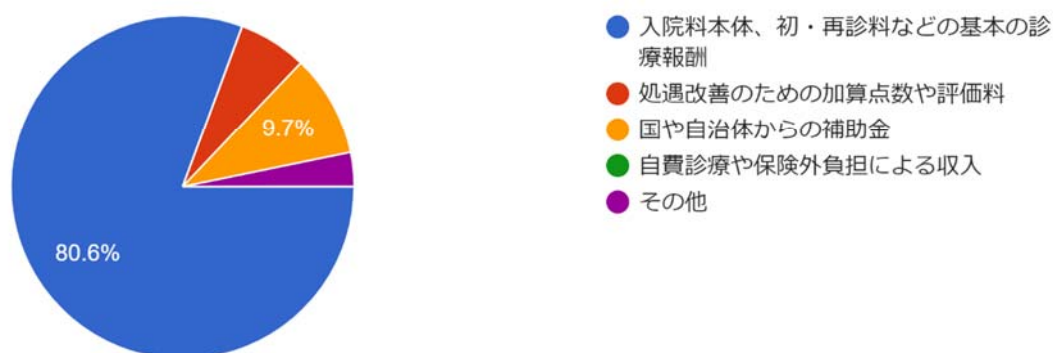 入院料本体、初・再診料などの基本の診
療報酬
処遇改善のための加算点数や評価料
国や自治体からの補助金
自費診療や保険外負担による収入
その他
9.7%
80.6%